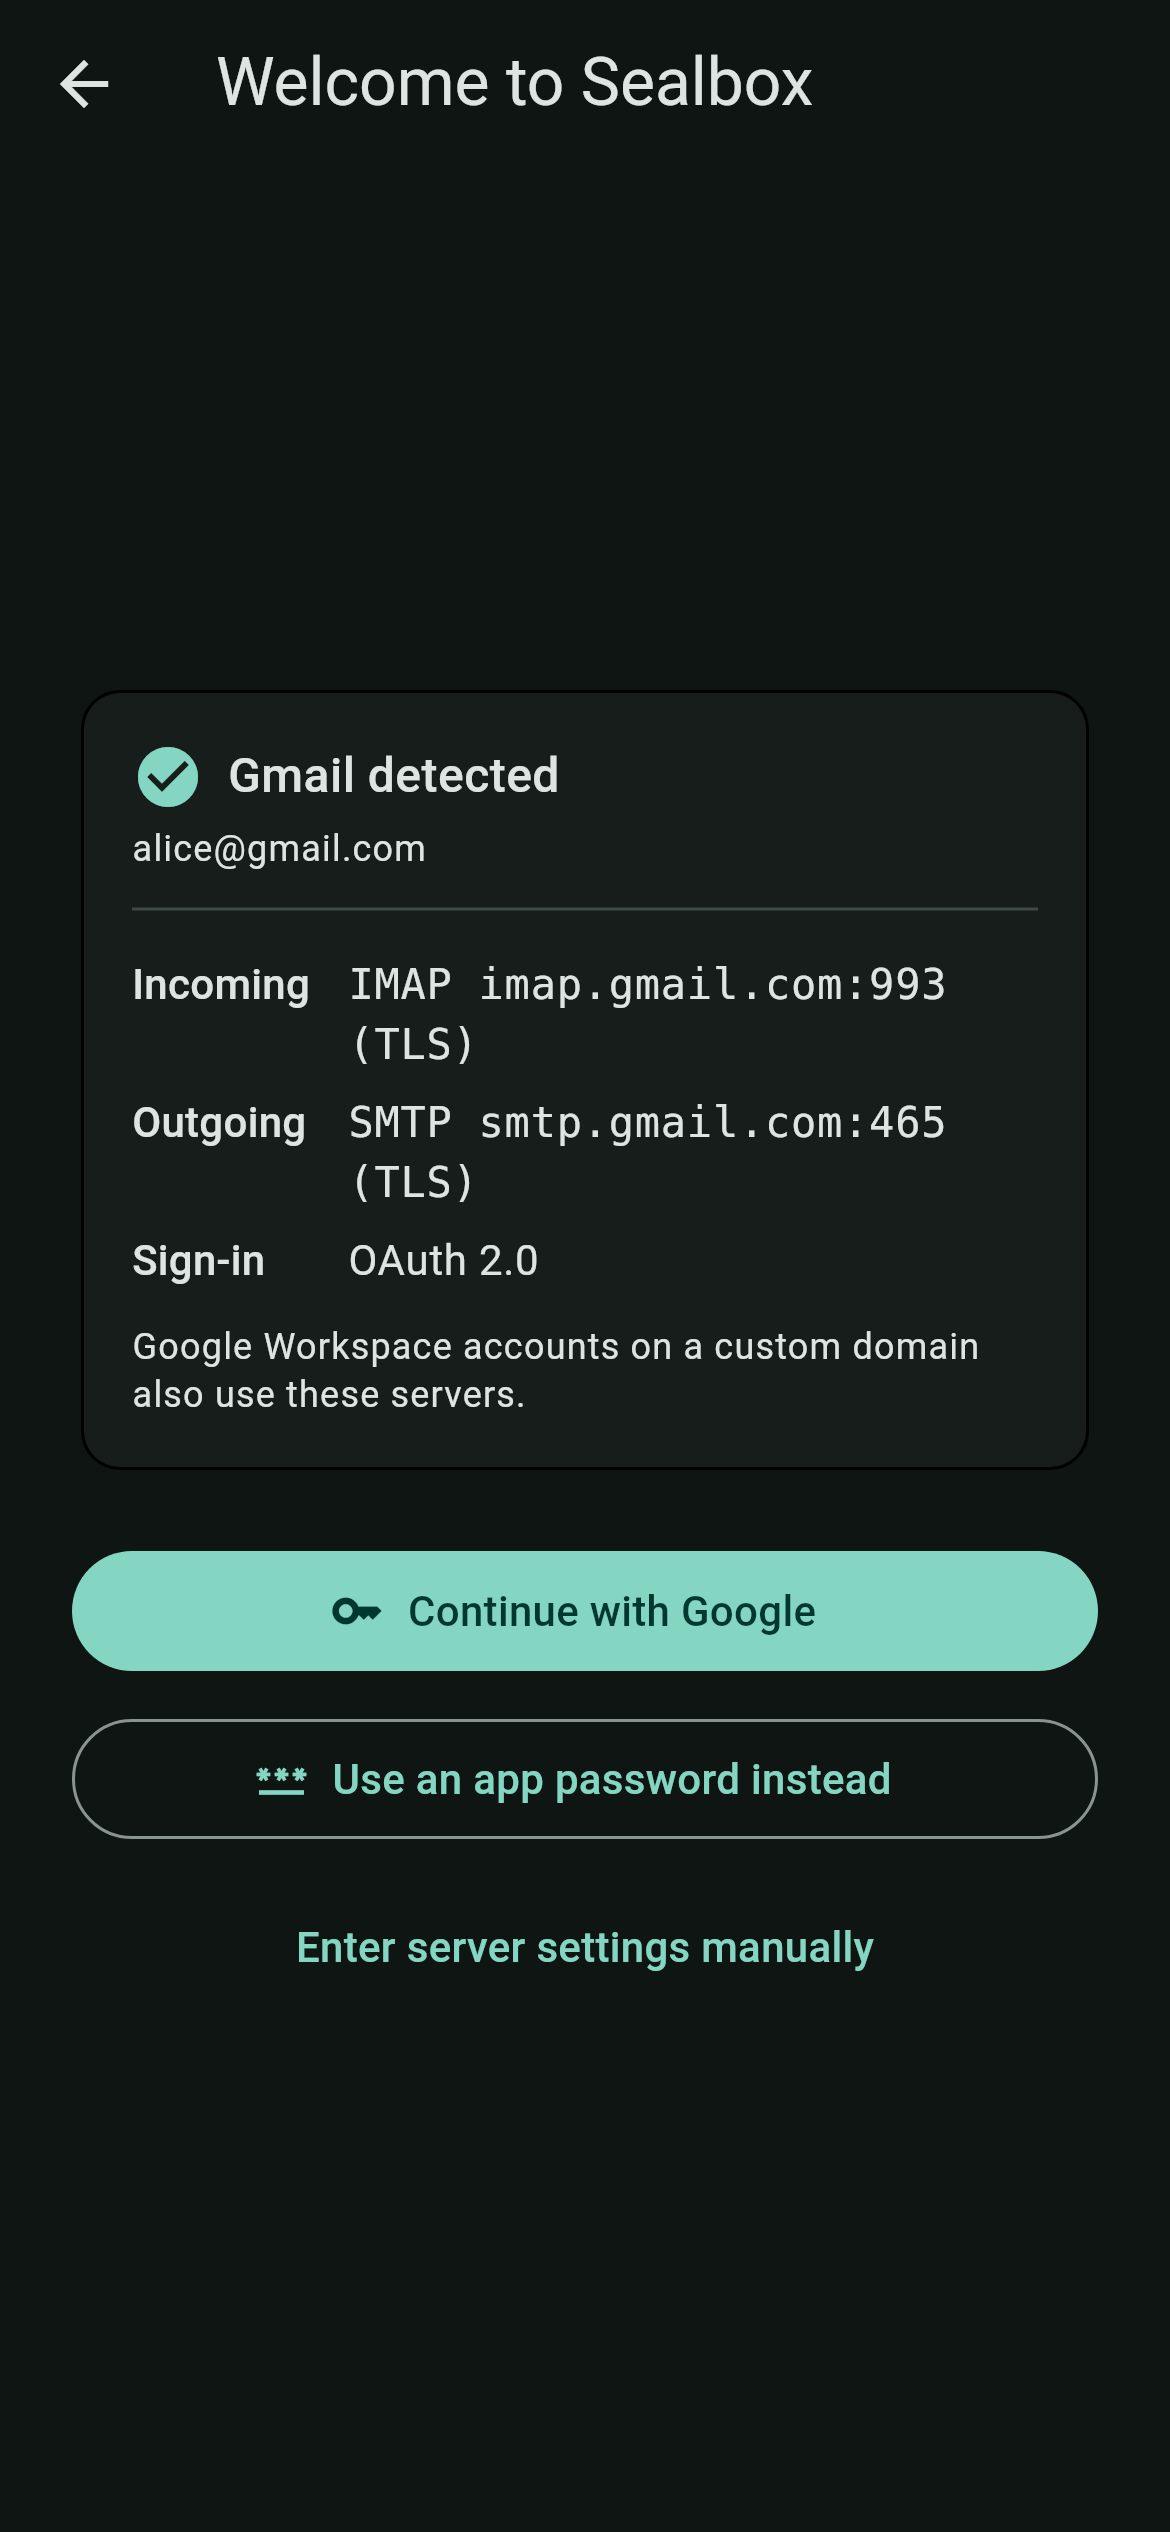 Welcome to Sealbox
Gmail detected
alice@gmail.com
Incoming IMAP imap.gmail.com:993
(TLS)
Outgoing SMTP smtp.gmail.com:465
(TLS)
Sign-in OAuth 2.0
Google Workspace accounts on a custom domain
also use these servers.
Continue with Google
Use an app password instead
Enter server settings manually